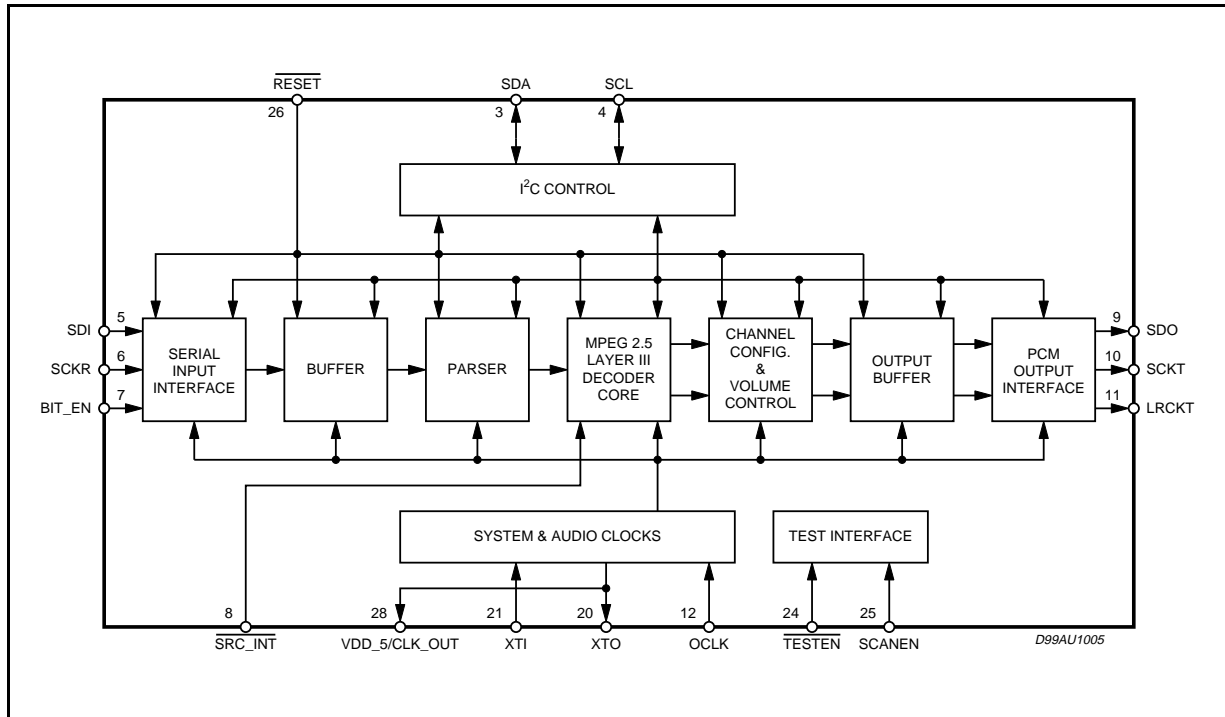 RESET
SDA
SCL
26
3
4
I²C CONTROL
SDI
5
SCKR
6
BIT_EN
7
SERIAL
INPUT
INTERFACE
BUFFER
PARSER
MPEG 2.5
LAYER III
DECODER
CORE
CHANNEL
CONFIG.
&
VOLUME
CONTROL
OUTPUT
BUFFER
PCM
OUTPUT
INTERFACE
9
SDO
10
SCKT
11
LRCKT
SYSTEM & AUDIO CLOCKS
TEST INTERFACE
8
28
21
20
12
24
25
SRC_INT
VDD_5/CLK_OUT
XTI
XTO
OCLK
TESTEN
SCANEN
D99AU1005